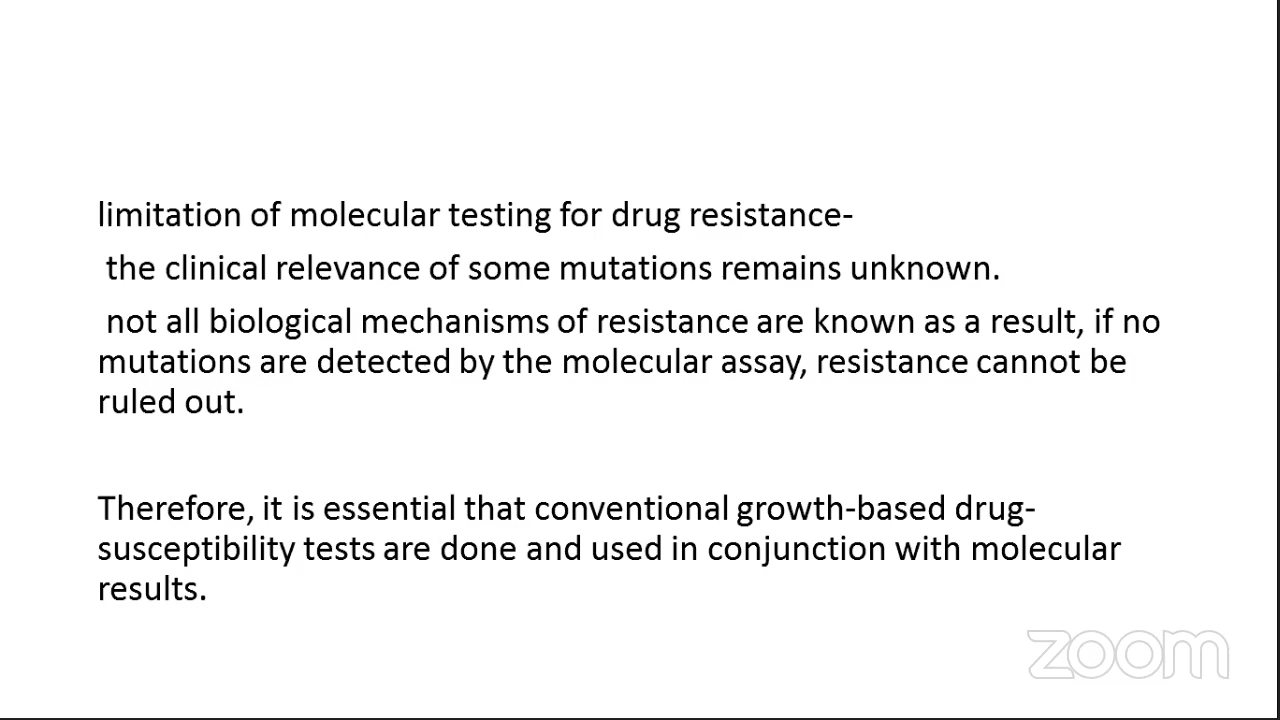 limitation of molecular testing for drug resistance-
the clinical relevance of some mutations remains unknown.
not all biological mechanisms of resistance are known as a result, if no
mutations are detected by the molecular assay, resistance cannot be
ruled out.
Therefore, it is essential that conventional growth-based drug-
susceptibility tests are done and used in conjunction with molecular
results.
zoom